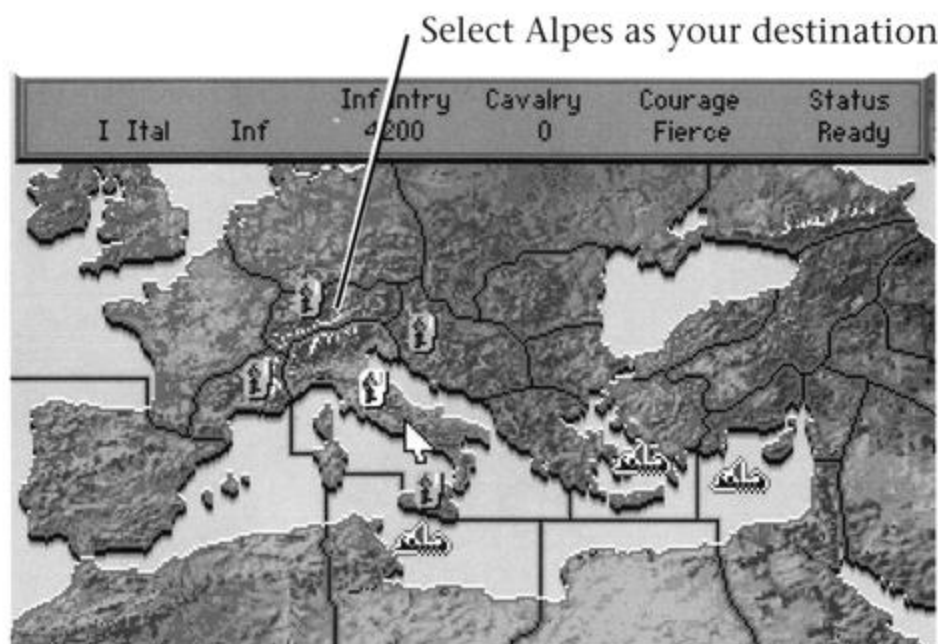 Select Alpes as your destination
Infantry Cavalry Courage Status
I Ital Inf 4200 0 Fierce Ready